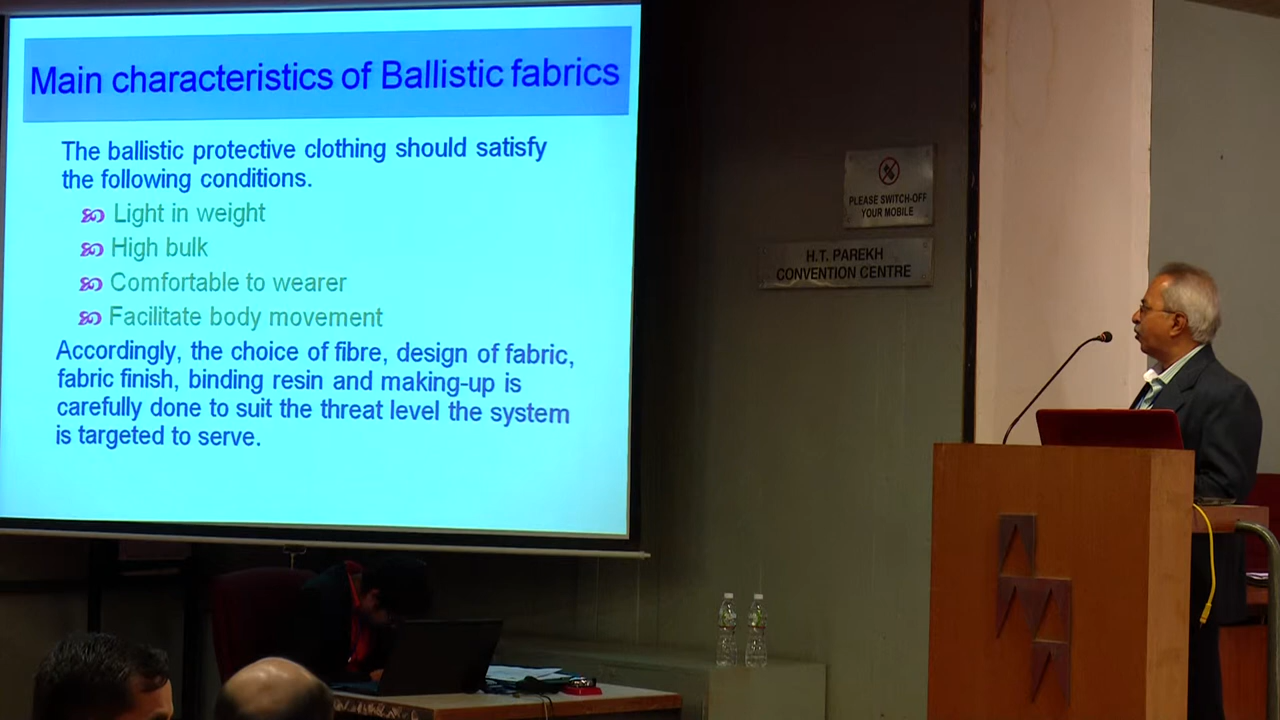 Main characteristics of Ballistic fabrics
The ballistic protective clothing should satisfy
the following conditions.
Light in weight
High bulk
Comfortable to wearer
Facilitate body movement
Accordingly, the choice of fibre, design of fabric,
fabric finish, binding resin and making-up is
carefully done to suit the threat level the system
is targeted to serve.
PLEASE SWITCH-OFF
YOUR MOBILE
H.T. PAREKH
CONVENTION CENTRE